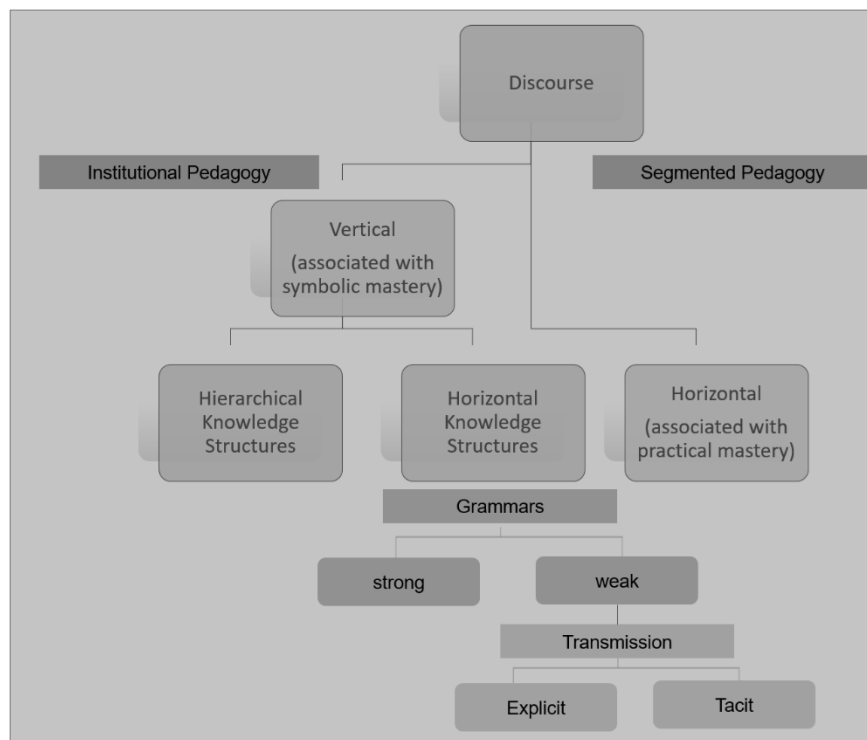 Discourse
Institutional Pedagogy
Segmented Pedagogy
Vertical
(associated with
symbolic mastery)
Hierarchical
Knowledge
Structures
Horizontal
Knowledge
Structures
Horizontal
(associated with
practical mastery)
Grammars
strong
weak
Transmission
Explicit
Tacit